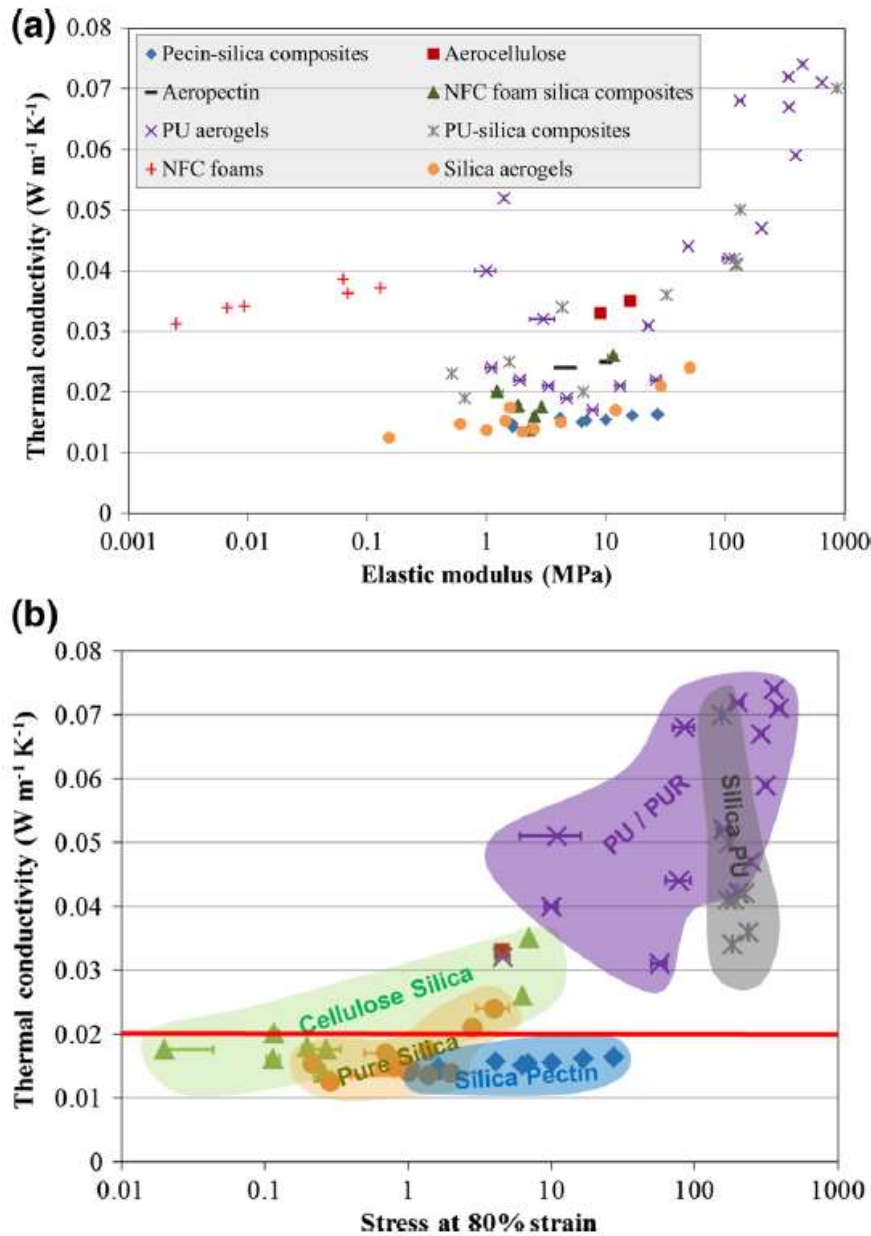 (a)
0.08
0.07
0.06
0.05
0.04
0.03
0.02
0.01
0
Thermal conductivity (W m⁻¹ K⁻¹)
Pecin-silica composites
Aerocellulose
Aeropectin
NFC foam silica composites
PU aerogels
PU-silica composites
NFC foams
Silica aerogels
0.001 0.01 0.1 1 10 100 1000
Elastic modulus (MPa)
(b)
0.08
0.07
0.06
0.05
0.04
0.03
0.02
0.01
0
Thermal conductivity (W m⁻¹ K⁻¹)
PU / PUR
Silica PU
Cellulose Silica
Pure Silica
Silica Pectin
0.01 0.1 1 10 100 1000
Stress at 80% strain